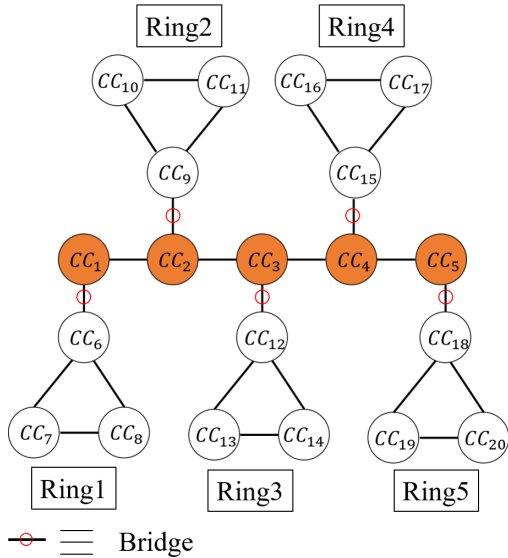 Ring2 Ring4
CC₁₀ CC₁₁ CC₁₆ CC₁₇
CC₉ CC₁₅
CC₁ CC₂ CC₃ CC₄ CC₅
CC₆ CC₁₂ CC₁₈
CC₇ CC₈ CC₁₃ CC₁₄ CC₁₉ CC₂₀
Ring1 Ring3 Ring5
Bridge